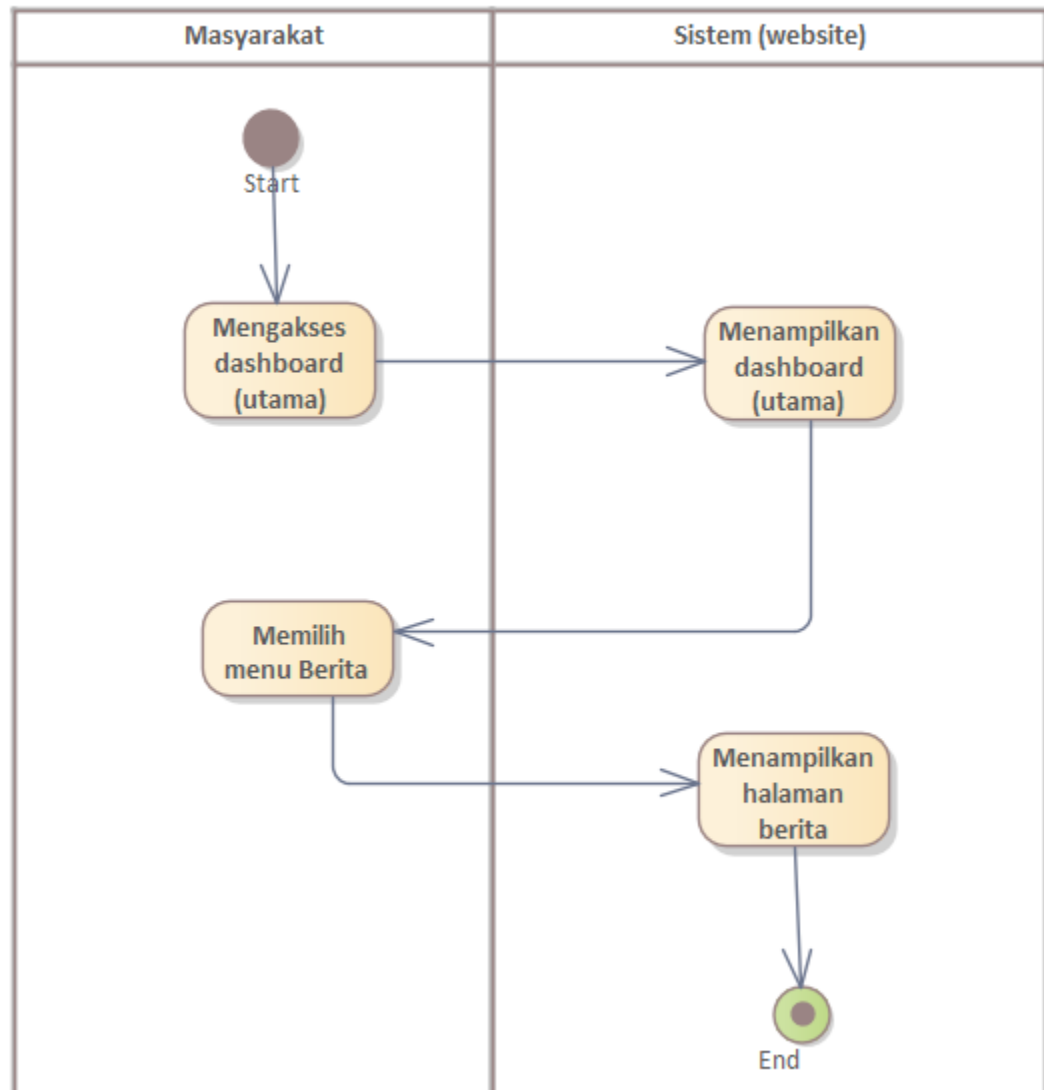 Masyarakat
Sistem (website)
Start
Mengakses
dashboard
(utama)
Menampilkan
dashboard
(utama)
Memilih
menu Berita
Menampilkan
halaman
berita
End